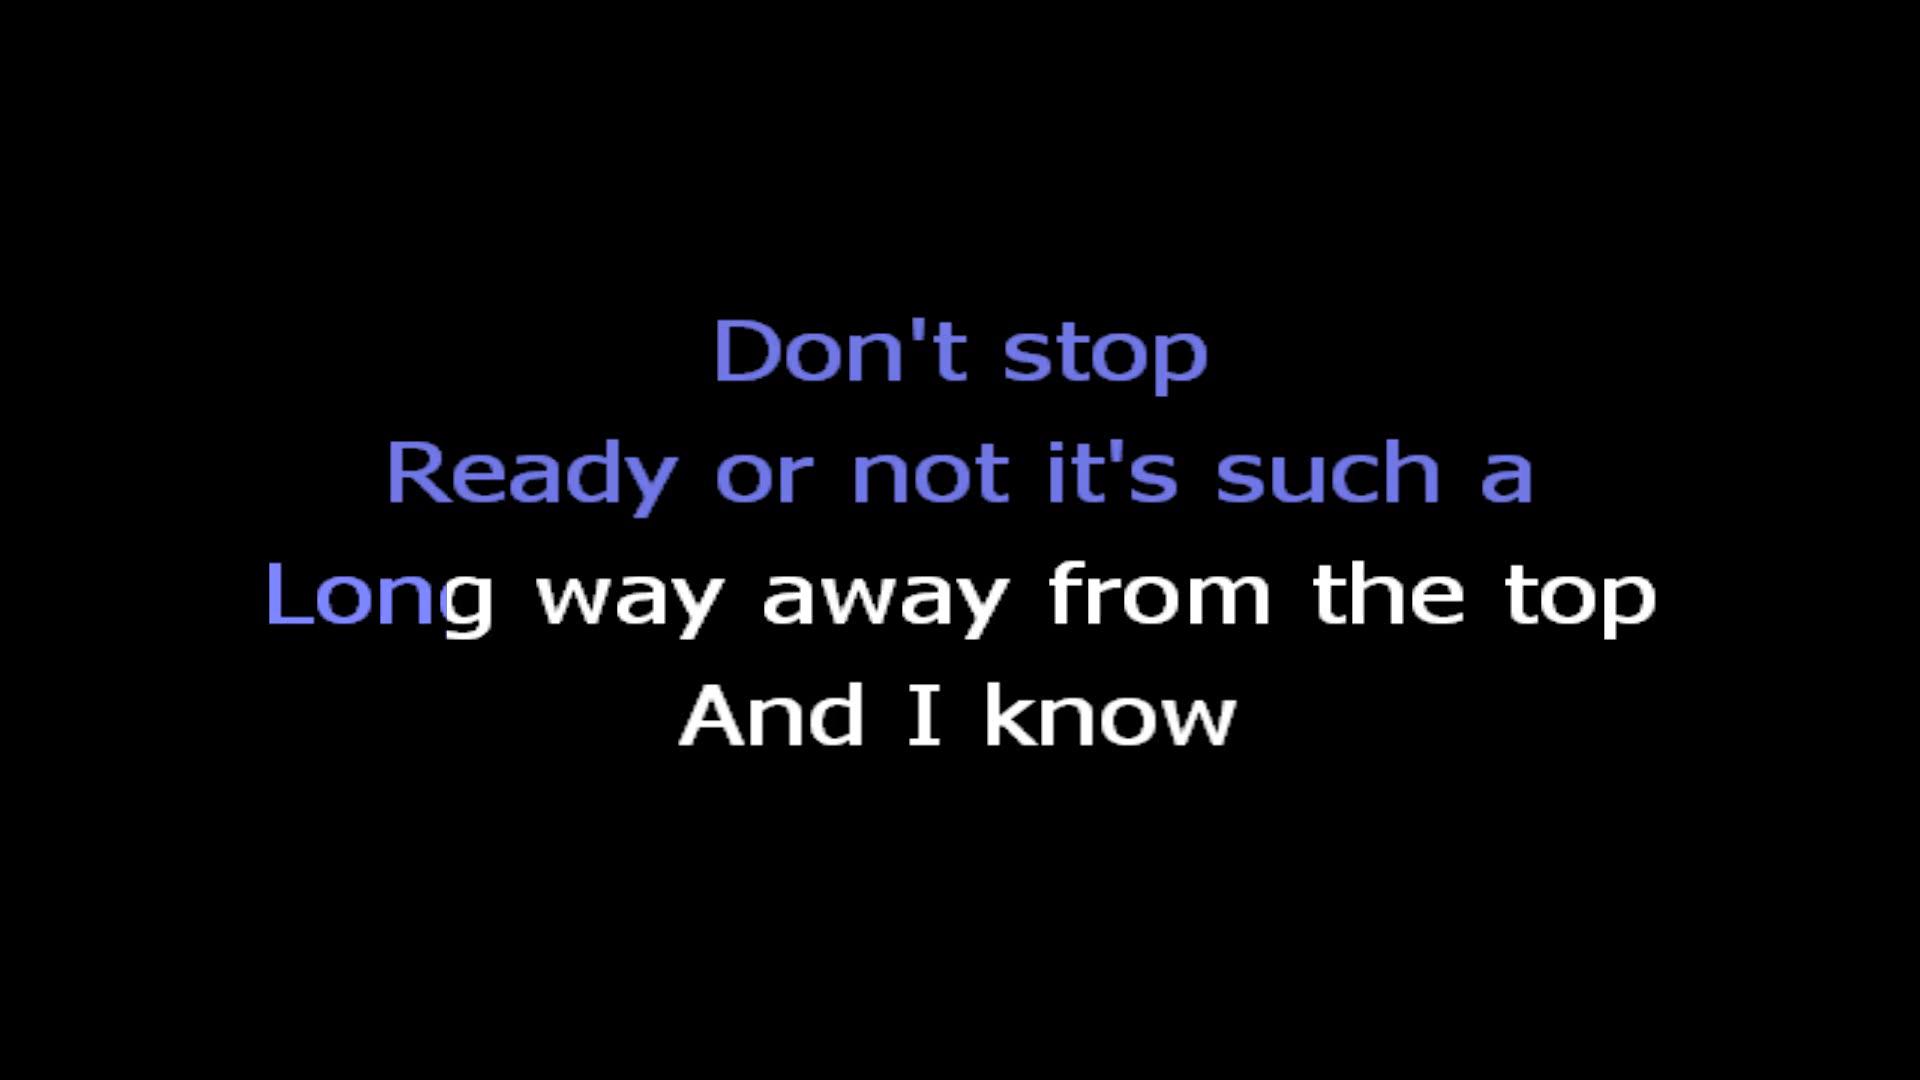 Don't stop
Ready or not it's such a
Long way away from the top
And I know